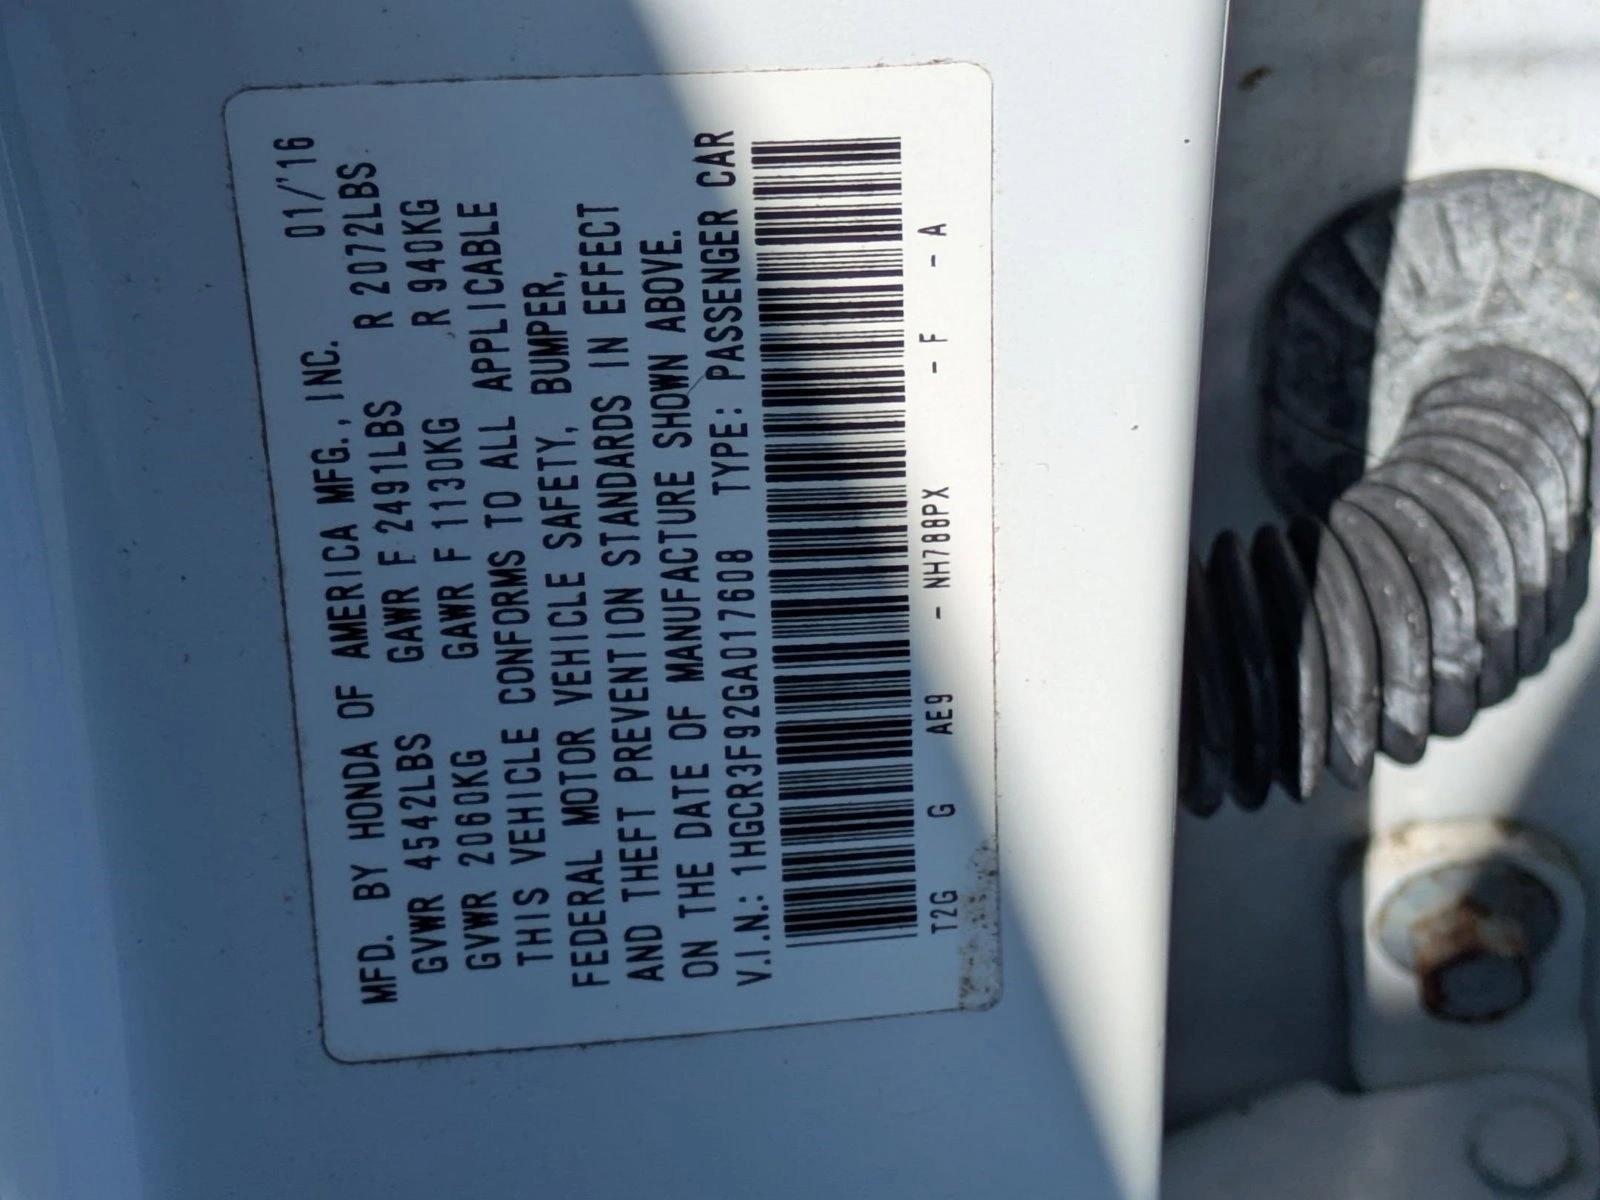 MFD. BY HONDA OF AMERICA MFG., INC. 01/'16
GVWR 4542LBS GAWR F 2491LBS R 2072LBS
GVWR 2060KG GAWR F 1130KG R 940KG
THIS VEHICLE CONFORMS TO ALL APPLICABLE
FEDERAL MOTOR VEHICLE SAFETY, BUMPER,
AND THEFT PREVENTION STANDARDS IN EFFECT
ON THE DATE OF MANUFACTURE SHOWN ABOVE.
V.I.N.: 1HGCR3F92GA017608 TYPE: PASSENGER CAR
T2G G AE9 - NH788PX - F - A